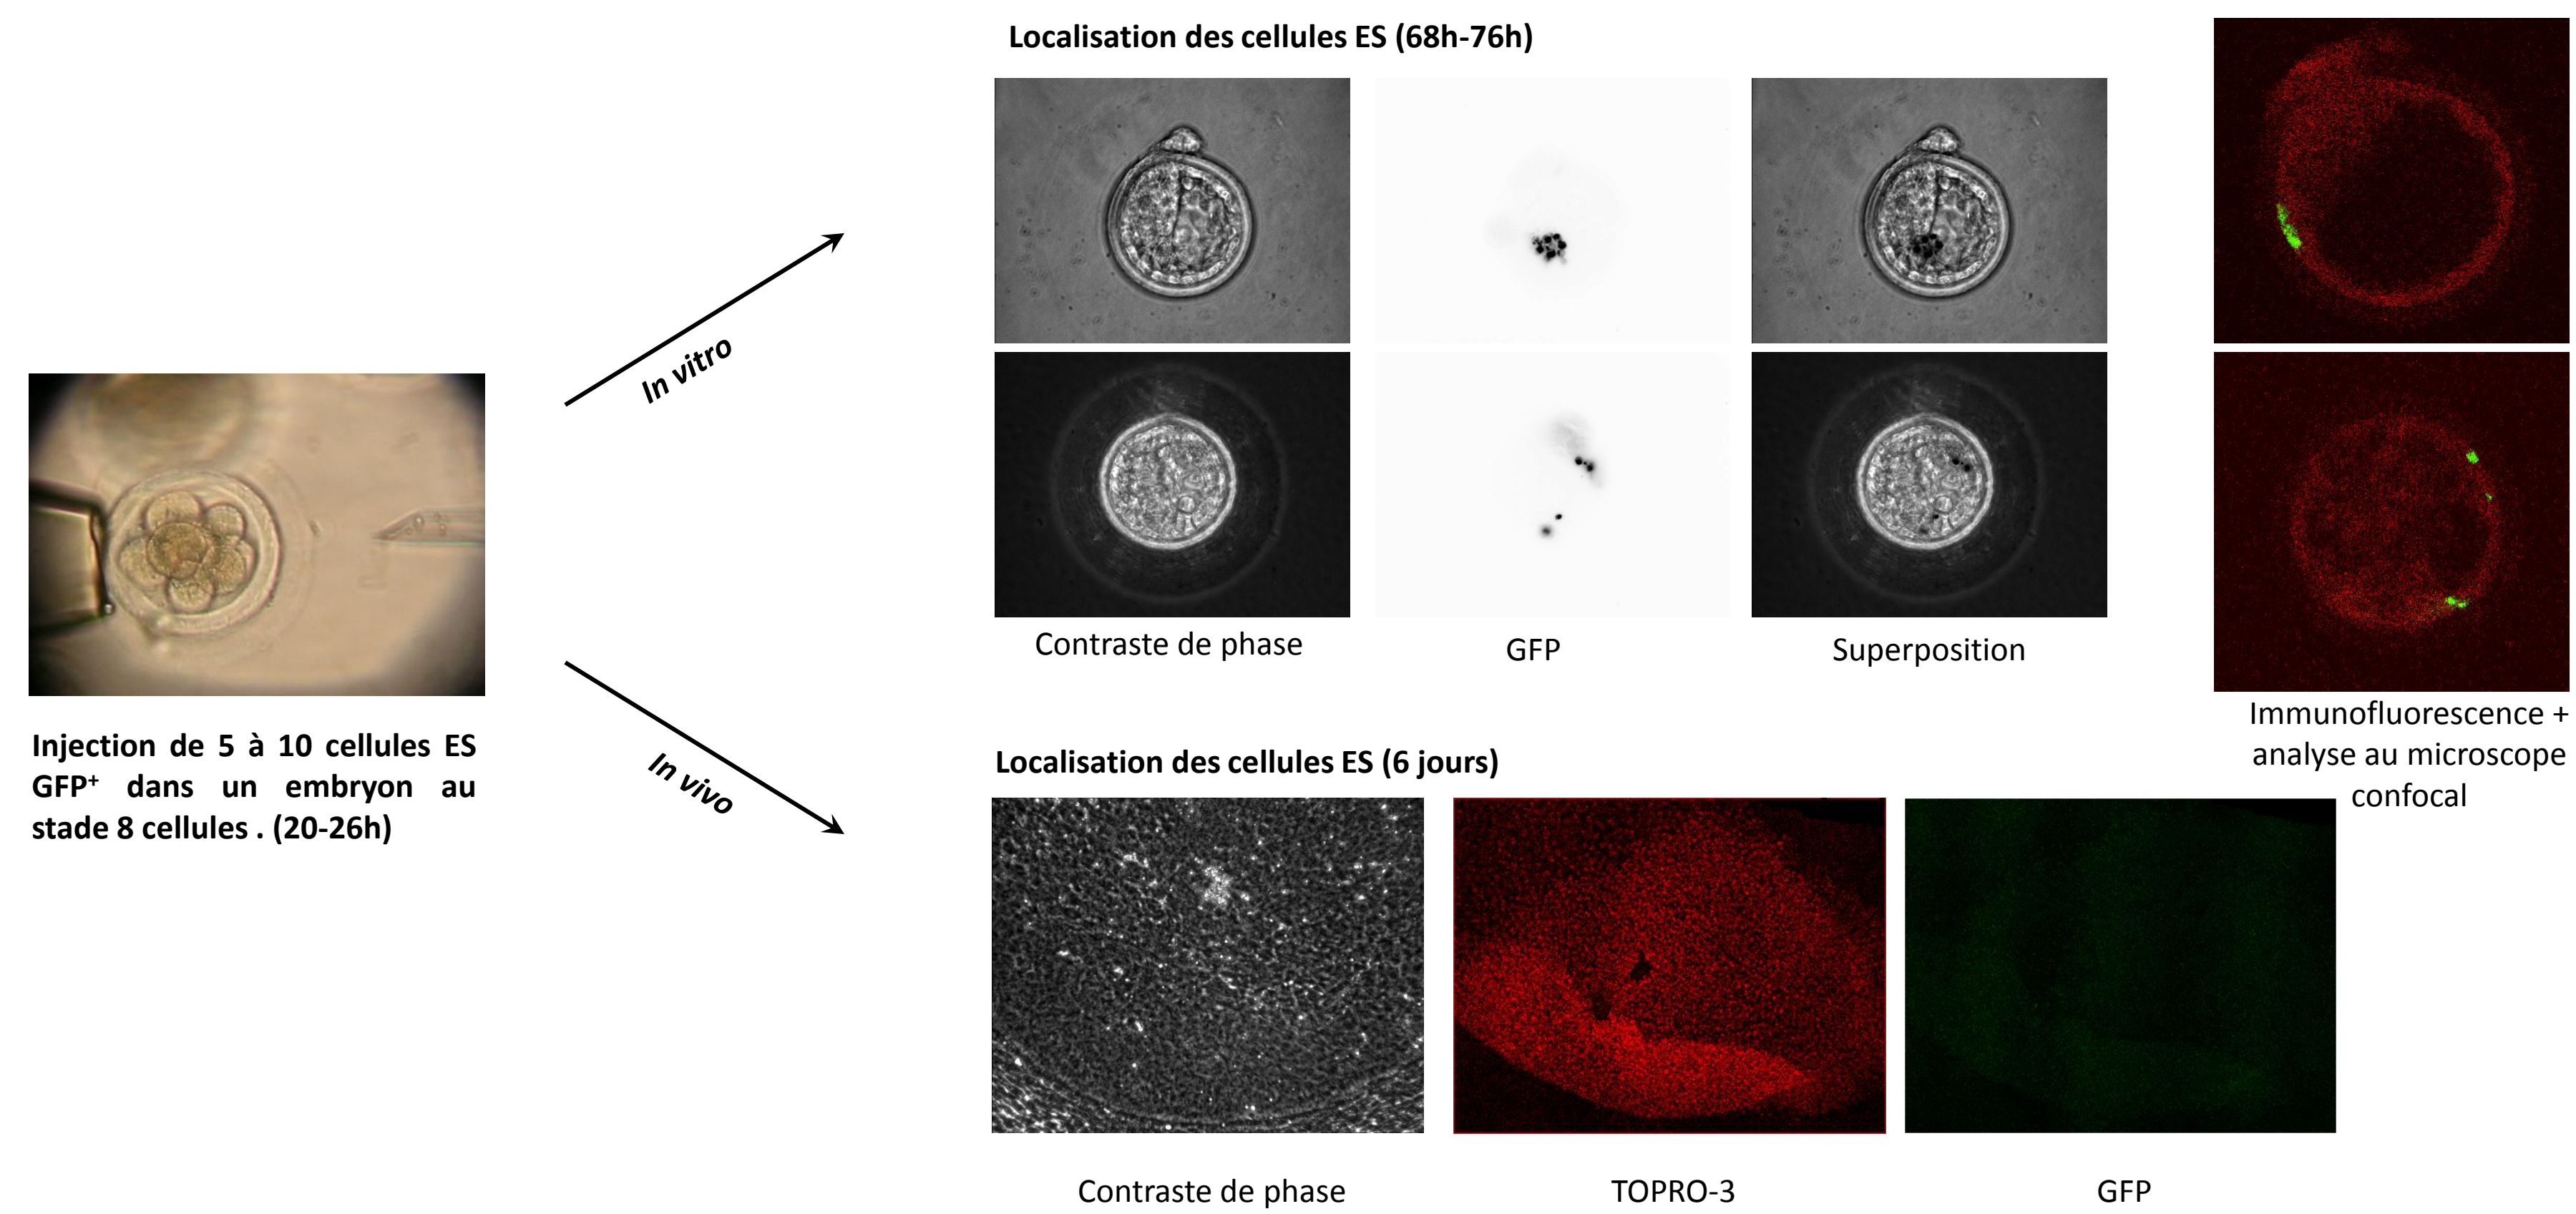 Localisation des cellules ES (68h-76h)
In vitro
Contraste de phase
GFP
Superposition
Immunofluorescence +
analyse au microscope
confocal
Injection de 5 à 10 cellules ES
GFP⁺ dans un embryon au
stade 8 cellules . (20-26h)
In vivo
Localisation des cellules ES (6 jours)
Contraste de phase
TOPRO-3
GFP